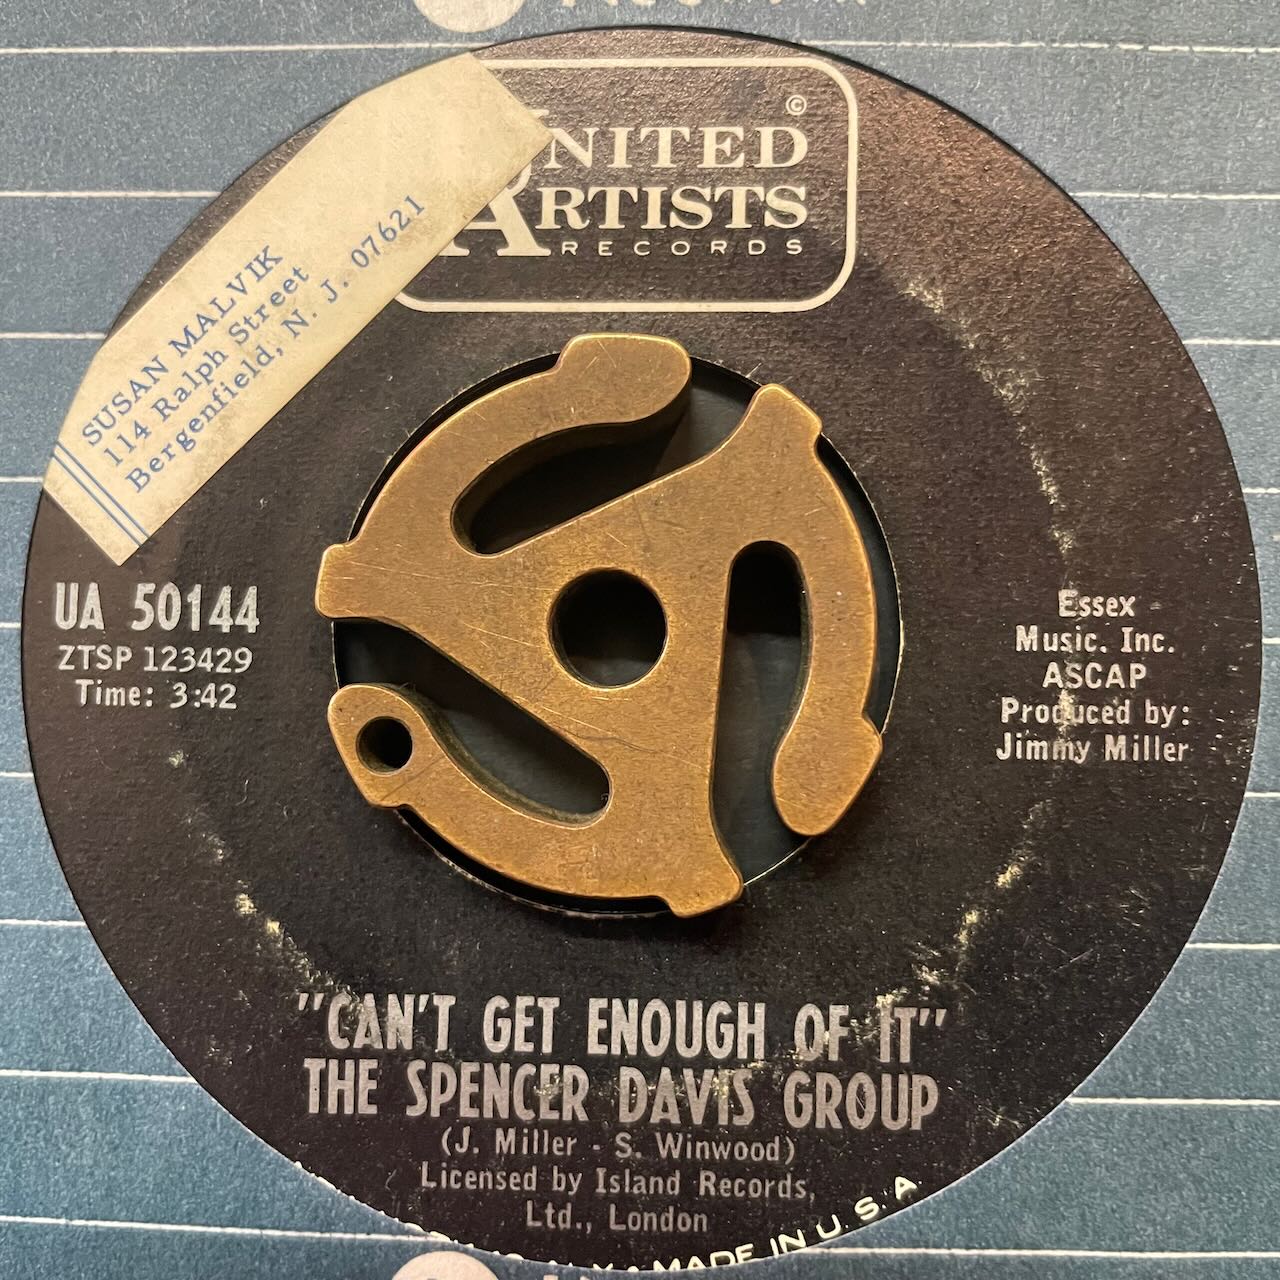 ©
UNITED
ARTISTS
RECORDS
SUSAN MALVIK
114 Ralph Street
Bergenfield, N. J. 07621
UA 50144
ZTSP 123429
Time: 3:42
Essex
Music, Inc.
ASCAP
Produced by:
Jimmy Miller
"CAN'T GET ENOUGH OF IT"
THE SPENCER DAVIS GROUP
(J. Miller - S. Winwood)
Licensed by Island Records,
Ltd., London
MADE IN U. S. A.